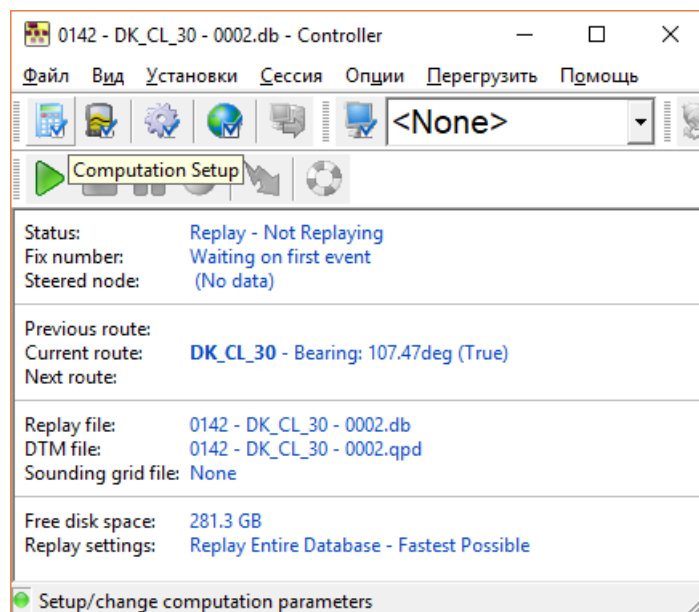 0142 - DK_CL_30 - 0002.db - Controller
Файл Вид Установки Сессия Опции Перегрузить Помощь
<None>
Computation Setup
Status: Replay - Not Replaying
Fix number: Waiting on first event
Steered node: (No data)
Previous route:
Current route: DK_CL_30 - Bearing: 107.47deg (True)
Next route:
Replay file: 0142 - DK_CL_30 - 0002.db
DTM file: 0142 - DK_CL_30 - 0002.qpd
Sounding grid file: None
Free disk space: 281.3 GB
Replay settings: Replay Entire Database - Fastest Possible
Setup/change computation parameters